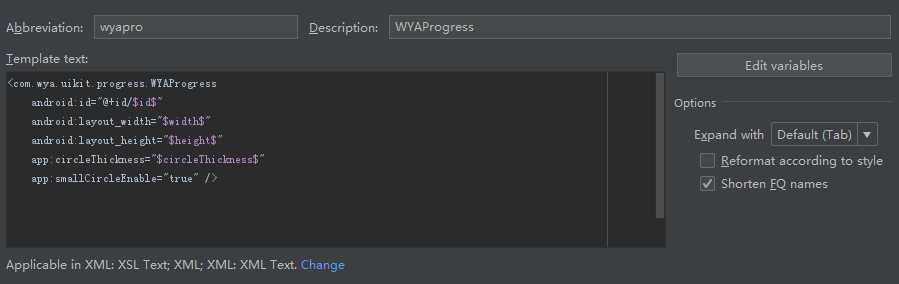 Abbreviation: wyapro Description: WYAProgress
Template text:
<com.wya.uikit.progress.WYAProgress
android:id="@+id/$id$"
android:layout_width="$width$"
android:layout_height="$height$"
app:circleThickness="$circleThickness$"
app:smallCircleEnable="true" />
Edit variables
Options
Expand with Default (Tab)
Reformat according to style
Shorten FQ names
Applicable in XML: XSL Text; XML; XML: XML Text. Change